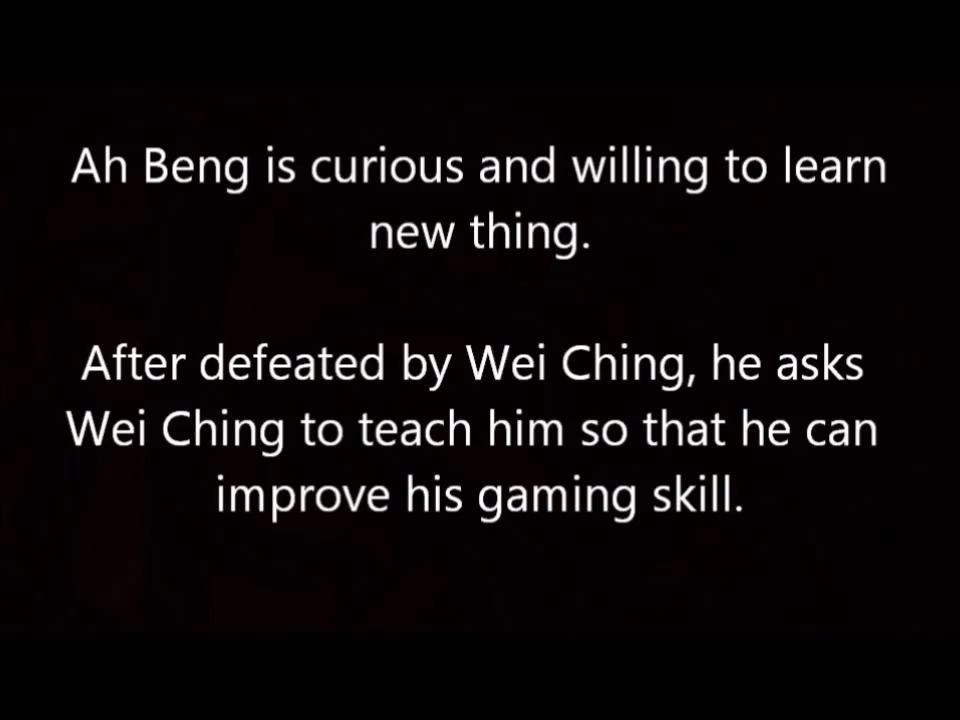 Ah Beng is curious and willing to learn
new thing.
After defeated by Wei Ching, he asks
Wei Ching to teach him so that he can
improve his gaming skill.